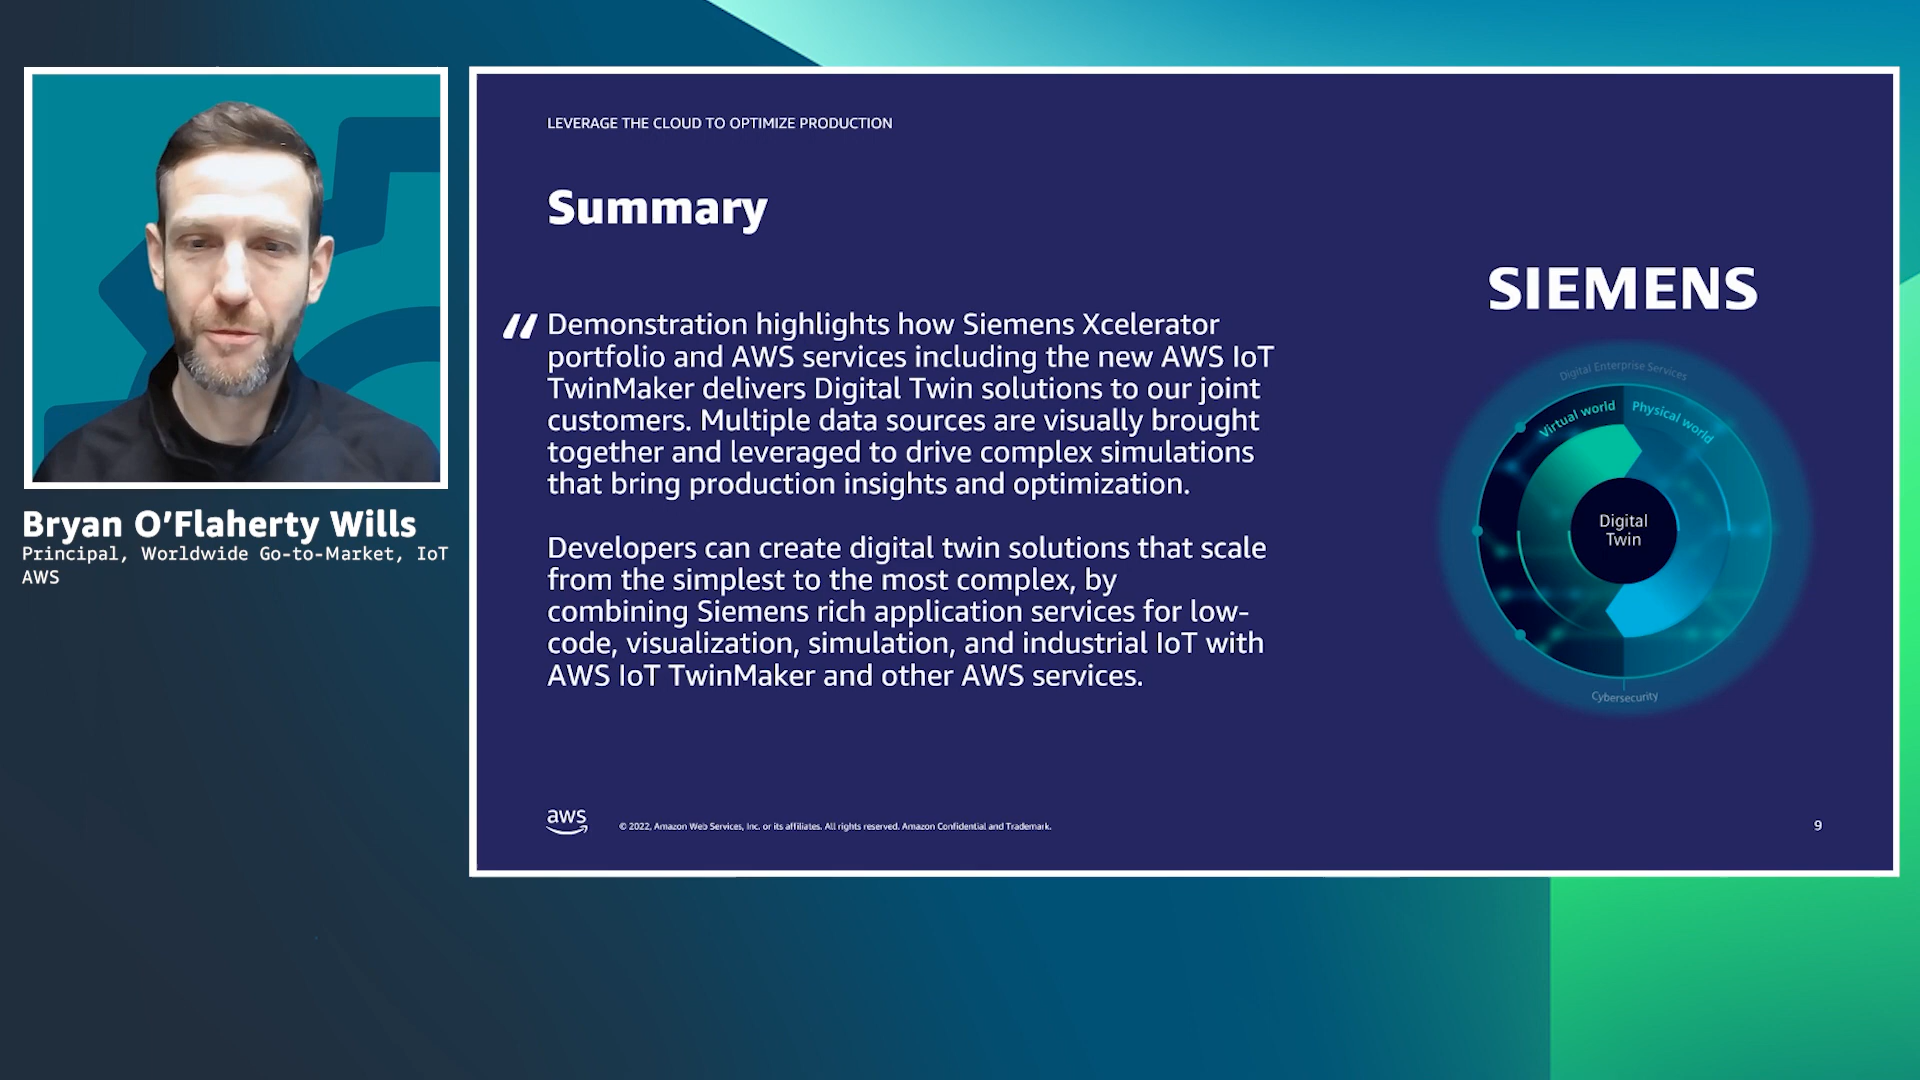 Bryan O’Flaherty Wills
Principal, Worldwide Go-to-Market, IoT
AWS
LEVERAGE THE CLOUD TO OPTIMIZE PRODUCTION
Summary
“ Demonstration highlights how Siemens Xcelerator
portfolio and AWS services including the new AWS IoT
TwinMaker delivers Digital Twin solutions to our joint
customers. Multiple data sources are visually brought
together and leveraged to drive complex simulations
that bring production insights and optimization.
Developers can create digital twin solutions that scale
from the simplest to the most complex, by
combining Siemens rich application services for low-
code, visualization, simulation, and industrial IoT with
AWS IoT TwinMaker and other AWS services.
SIEMENS
Digital Enterprise Services
Virtual world
Physical world
Digital
Twin
Cybersecurity
aws
© 2022, Amazon Web Services, Inc. or its affiliates. All rights reserved. Amazon Confidential and Trademark.
9